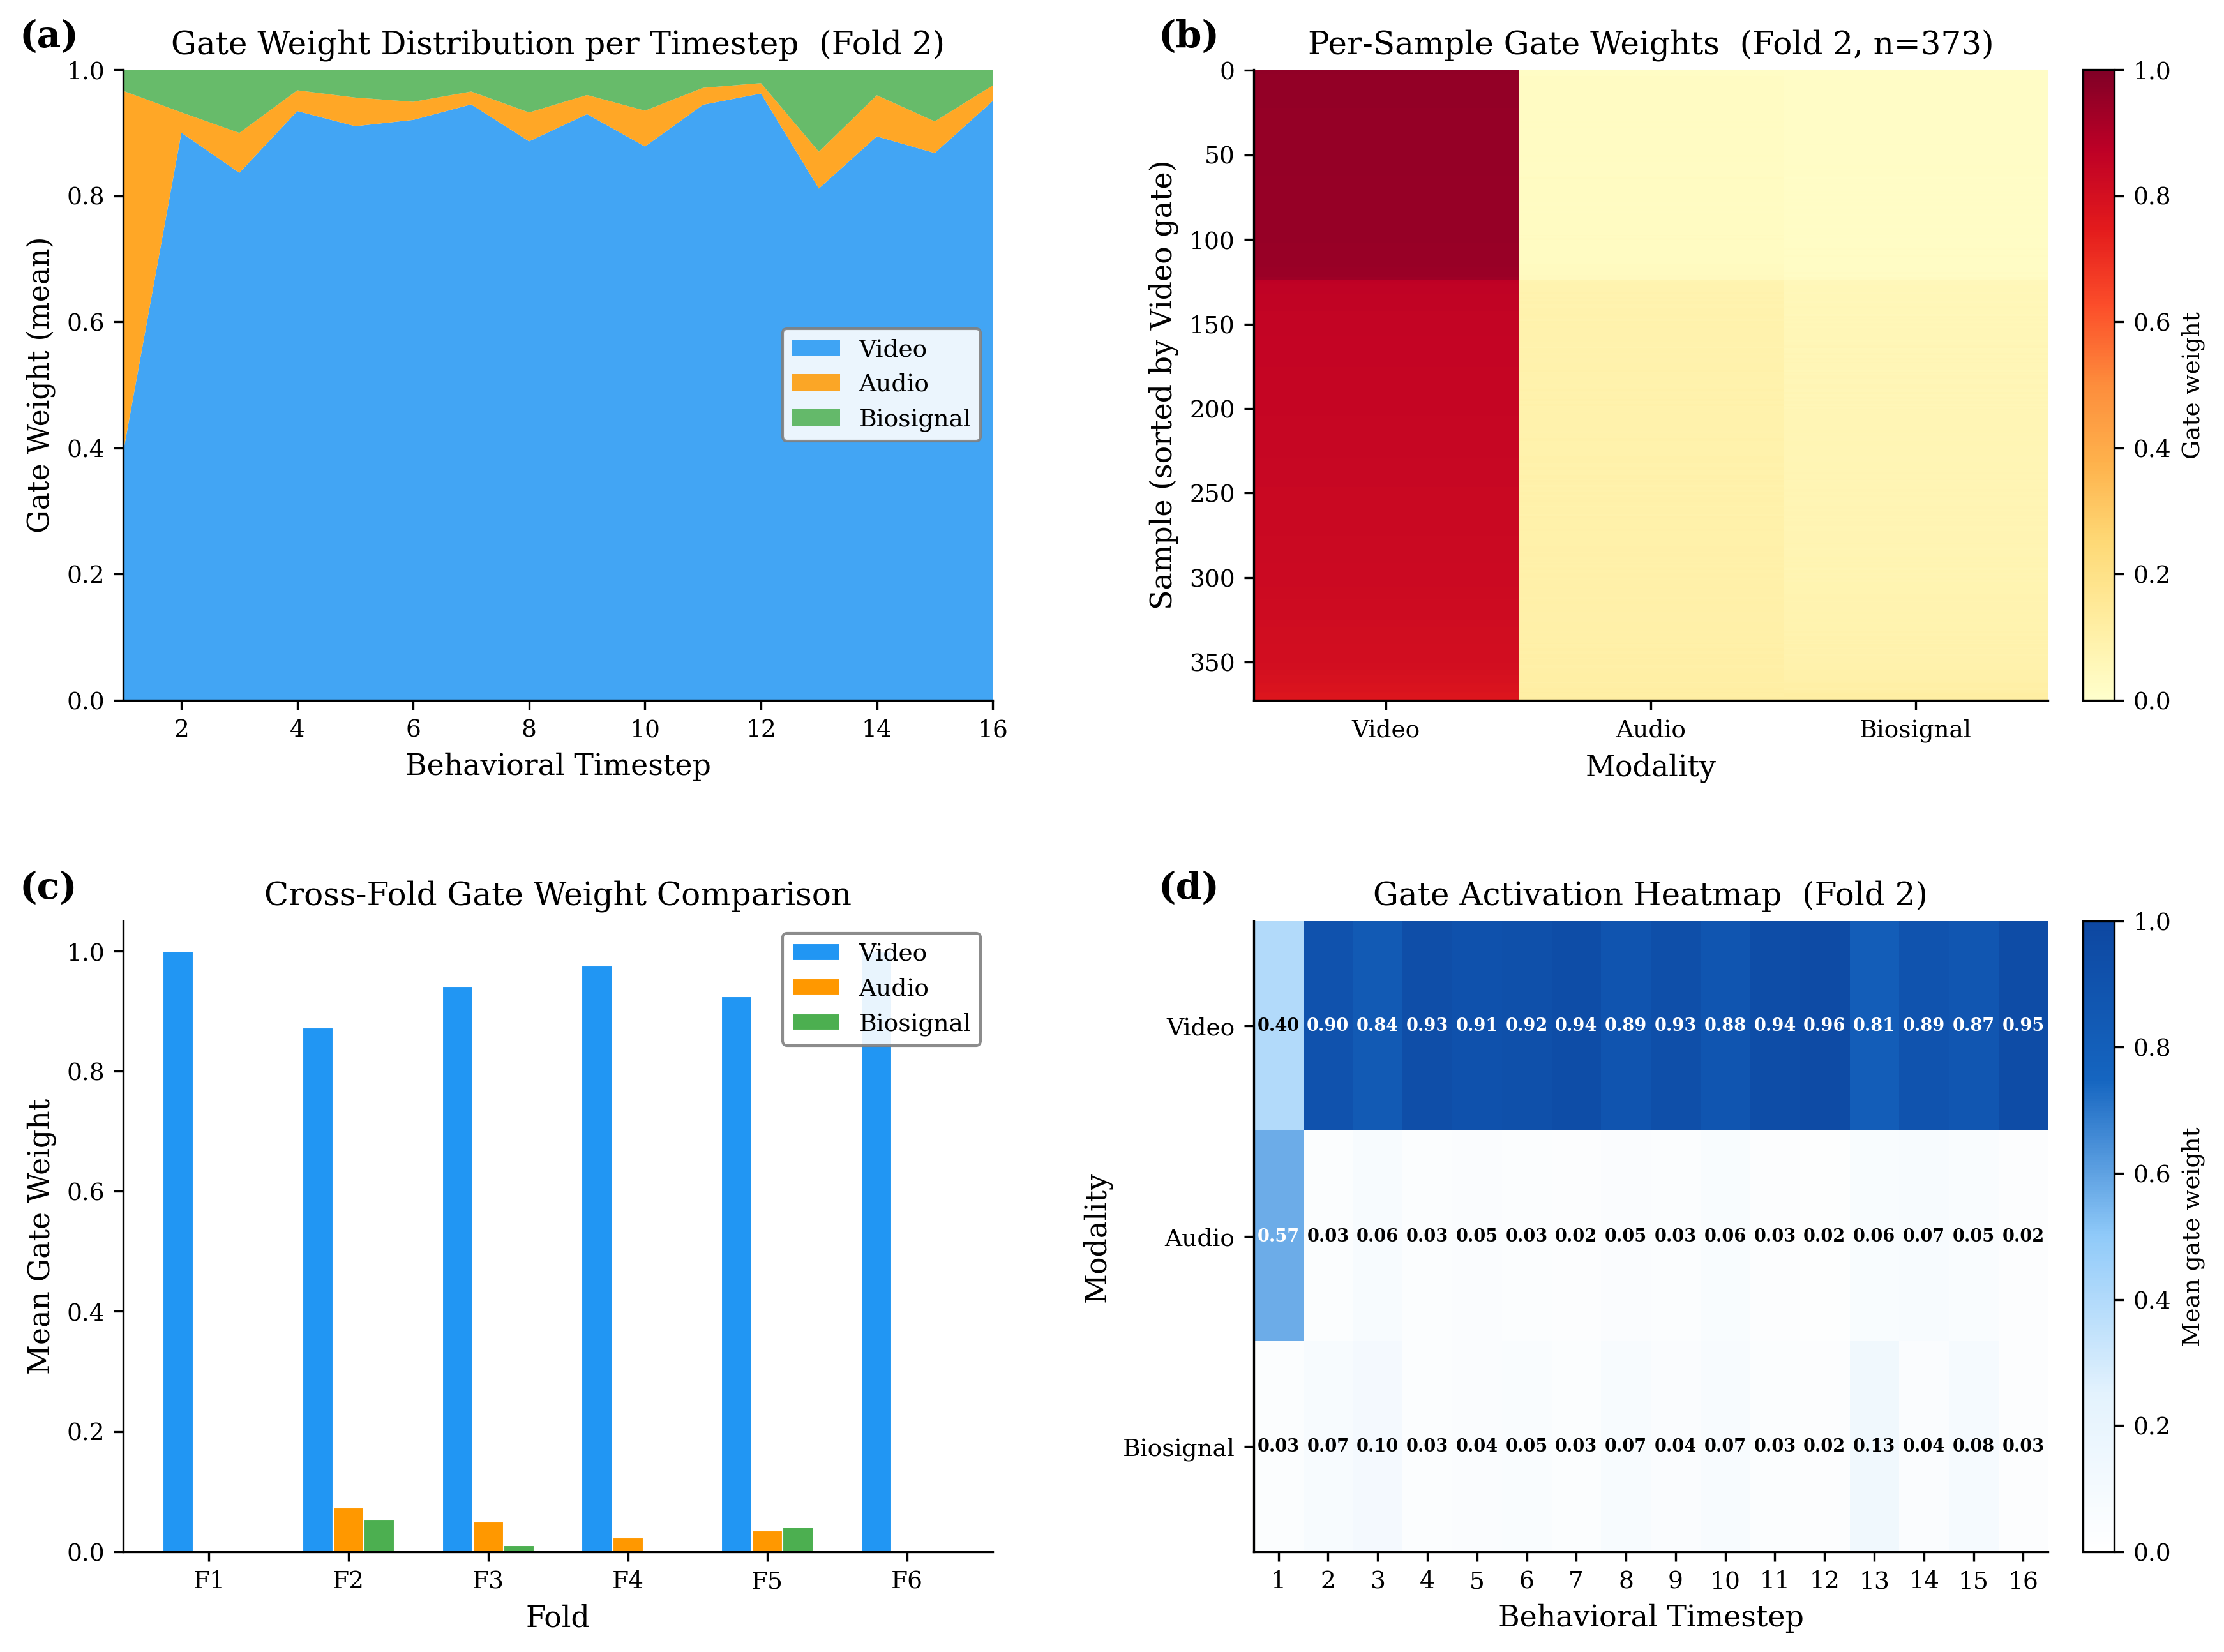 (a)
Gate Weight Distribution per Timestep (Fold 2)
1.0
0.8
0.6
0.4
0.2
0.0
Gate Weight (mean)
Video
Audio
Biosignal
2 4 6 8 10 12 14 16
Behavioral Timestep
(b)
Per-Sample Gate Weights (Fold 2, n=373)
0
50
100
150
200
250
300
350
Sample (sorted by Video gate)
Video Audio Biosignal
Modality
1.0
0.8
0.6
0.4
0.2
0.0
Gate weight
(c)
Cross-Fold Gate Weight Comparison
1.0
0.8
0.6
0.4
0.2
0.0
Mean Gate Weight
Video
Audio
Biosignal
F1 F2 F3 F4 F5 F6
Fold
(d)
Gate Activation Heatmap (Fold 2)
Modality
Video 0.40 0.90 0.84 0.93 0.91 0.92 0.94 0.89 0.93 0.88 0.94 0.96 0.81 0.89 0.87 0.95
Audio 0.57 0.03 0.06 0.03 0.05 0.03 0.02 0.05 0.03 0.06 0.03 0.02 0.06 0.07 0.05 0.02
Biosignal 0.03 0.07 0.10 0.03 0.04 0.05 0.03 0.07 0.04 0.07 0.03 0.02 0.13 0.04 0.08 0.03
1 2 3 4 5 6 7 8 9 10 11 12 13 14 15 16
Behavioral Timestep
1.0
0.8
0.6
0.4
0.2
0.0
Mean gate weight